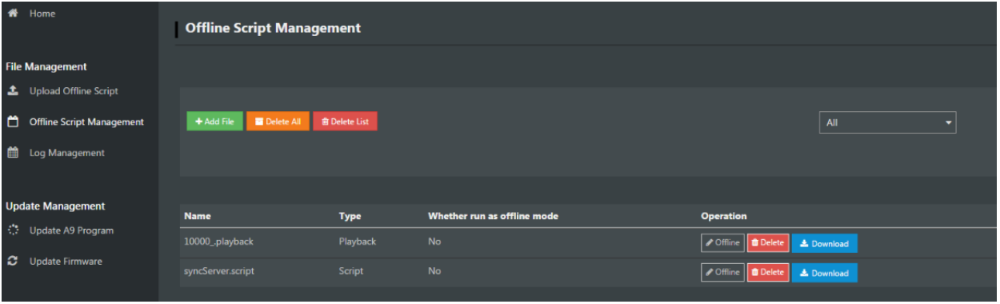 Home
File Management
Upload Offline Script
Offline Script Management
Log Management
Update Management
Update A9 Program
Update Firmware
Offline Script Management
Add File Delete All Delete List All
Name Type Whether run as offline mode Operation
10000_.playback Playback No Offline Delete Download
syncServer.script Script No Offline Delete Download